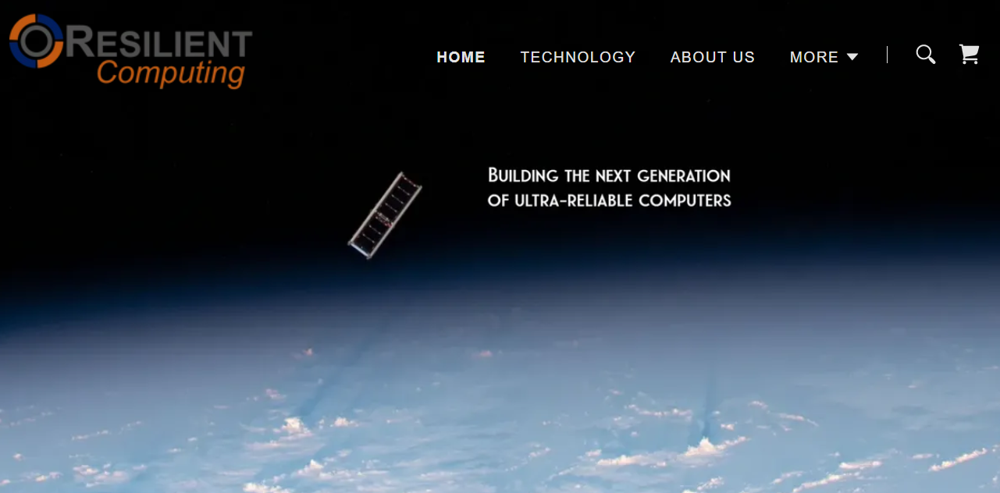 RESILIENT
Computing
HOME TECHNOLOGY ABOUT US MORE
BUILDING THE NEXT GENERATION
OF ULTRA-RELIABLE COMPUTERS